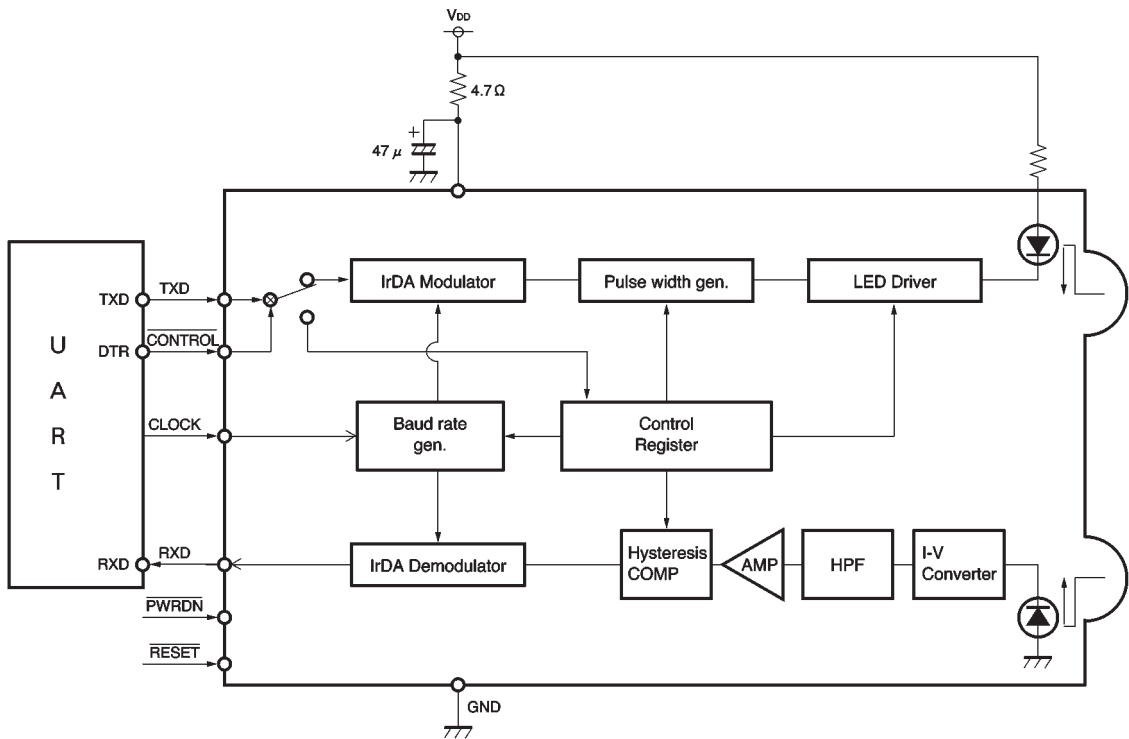 VDD
4.7Ω
+
47 μ
UART
TXD
TXD
DTR
CONTROL
CLOCK
RXD
RXD
PWRDN
RESET
IrDA Modulator
Pulse width gen.
LED Driver
Baud rate
gen.
Control
Register
IrDA Demodulator
Hysteresis
COMP
AMP
HPF
I-V
Converter
GND